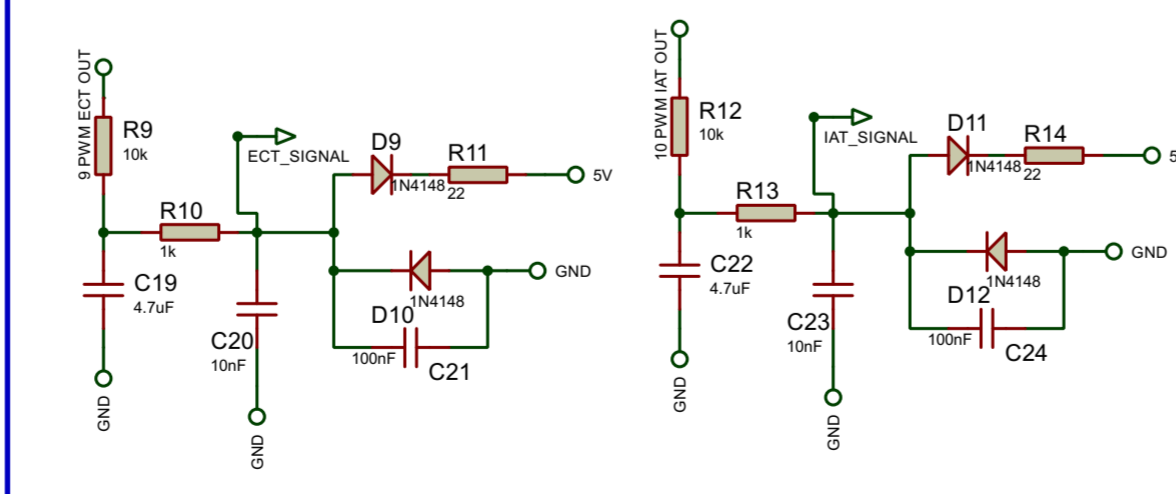 9 PWM ECT OUT
R9
10k
R10
1k
C19
4.7uF
GND
ECT_SIGNAL
C20
10nF
GND
D9
1N4148
R11
22
5V
1N4148
D10
GND
100nF
C21
10 PWM IAT OUT
R12
10k
R13
1k
C22
4.7uF
GND
IAT_SIGNAL
C23
10nF
GND
D11
1N4148
R14
22
5
1N4148
D12
GND
100nF
C24